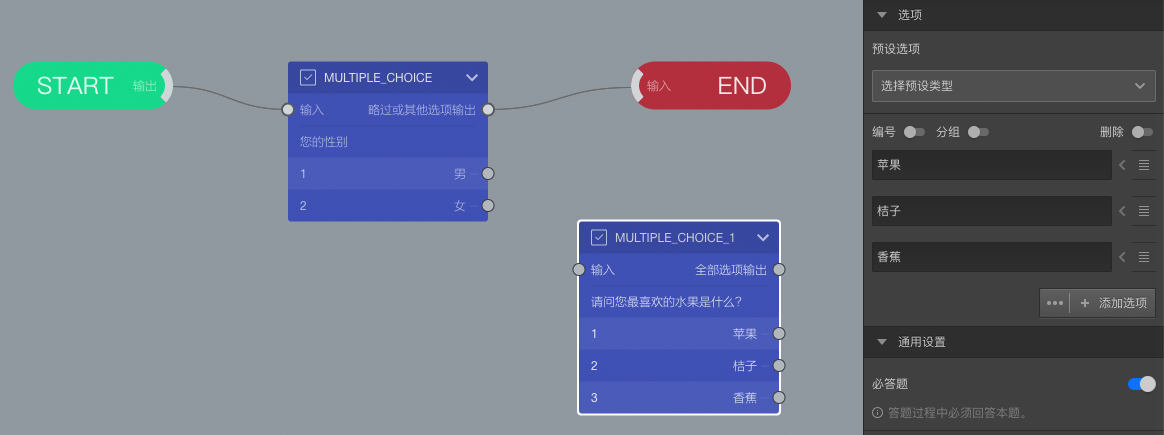 START 输出
MULTIPLE_CHOICE
输入 略过或其他选项输出
您的性别
1 男
2 女
输入 END
MULTIPLE_CHOICE_1
输入 全部选项输出
请问您最喜欢的水果是什么?
1 苹果
2 桔子
3 香蕉
选项
预设选项
选择预设类型
编号 分组 删除
苹果
桔子
香蕉
••• + 添加选项
通用设置
必答题
答题过程中必须回答本题。